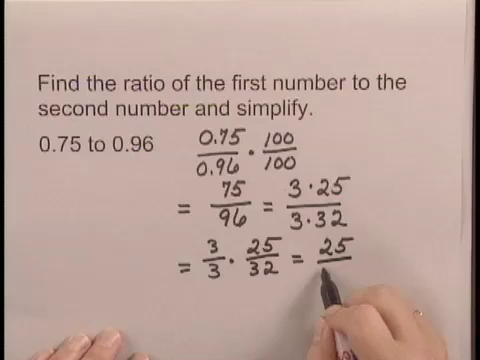 Find the ratio of the first number to the
second number and simplify.
0.75 to 0.96 0.75/0.96 · 100/100
= 75/96 = 3·25/3·32
= 3/3 · 25/32 = 25/